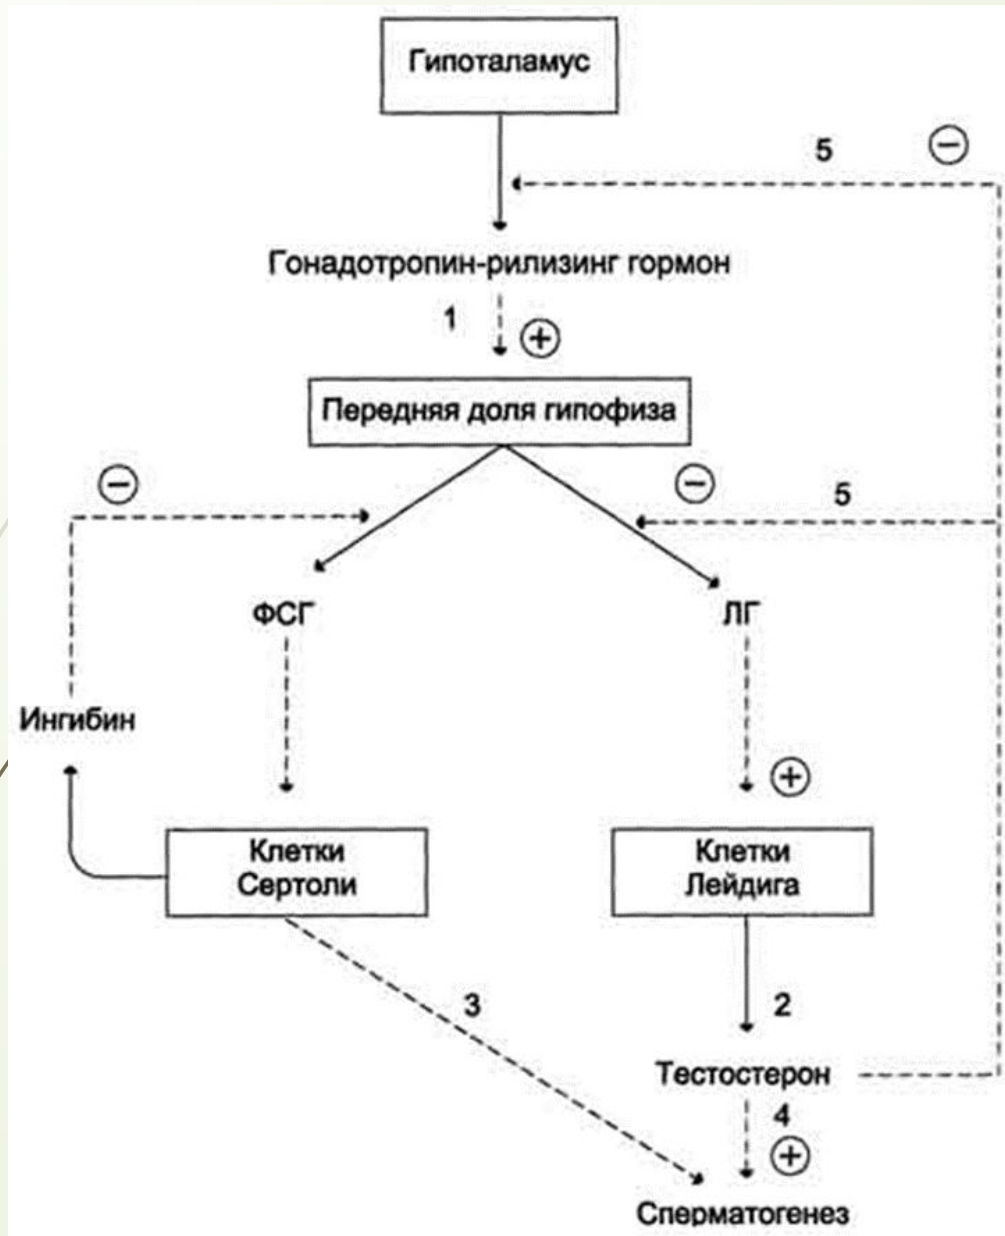 Гипоталамус
5 −
Гонадотропин-рилизинг гормон
1 +
Передняя доля гипофиза
− − 5
ФСГ ЛГ
Ингибин
+
Клетки
Сертоли
Клетки
Лейдига
3 2
Тестостерон
4
+
Сперматогенез